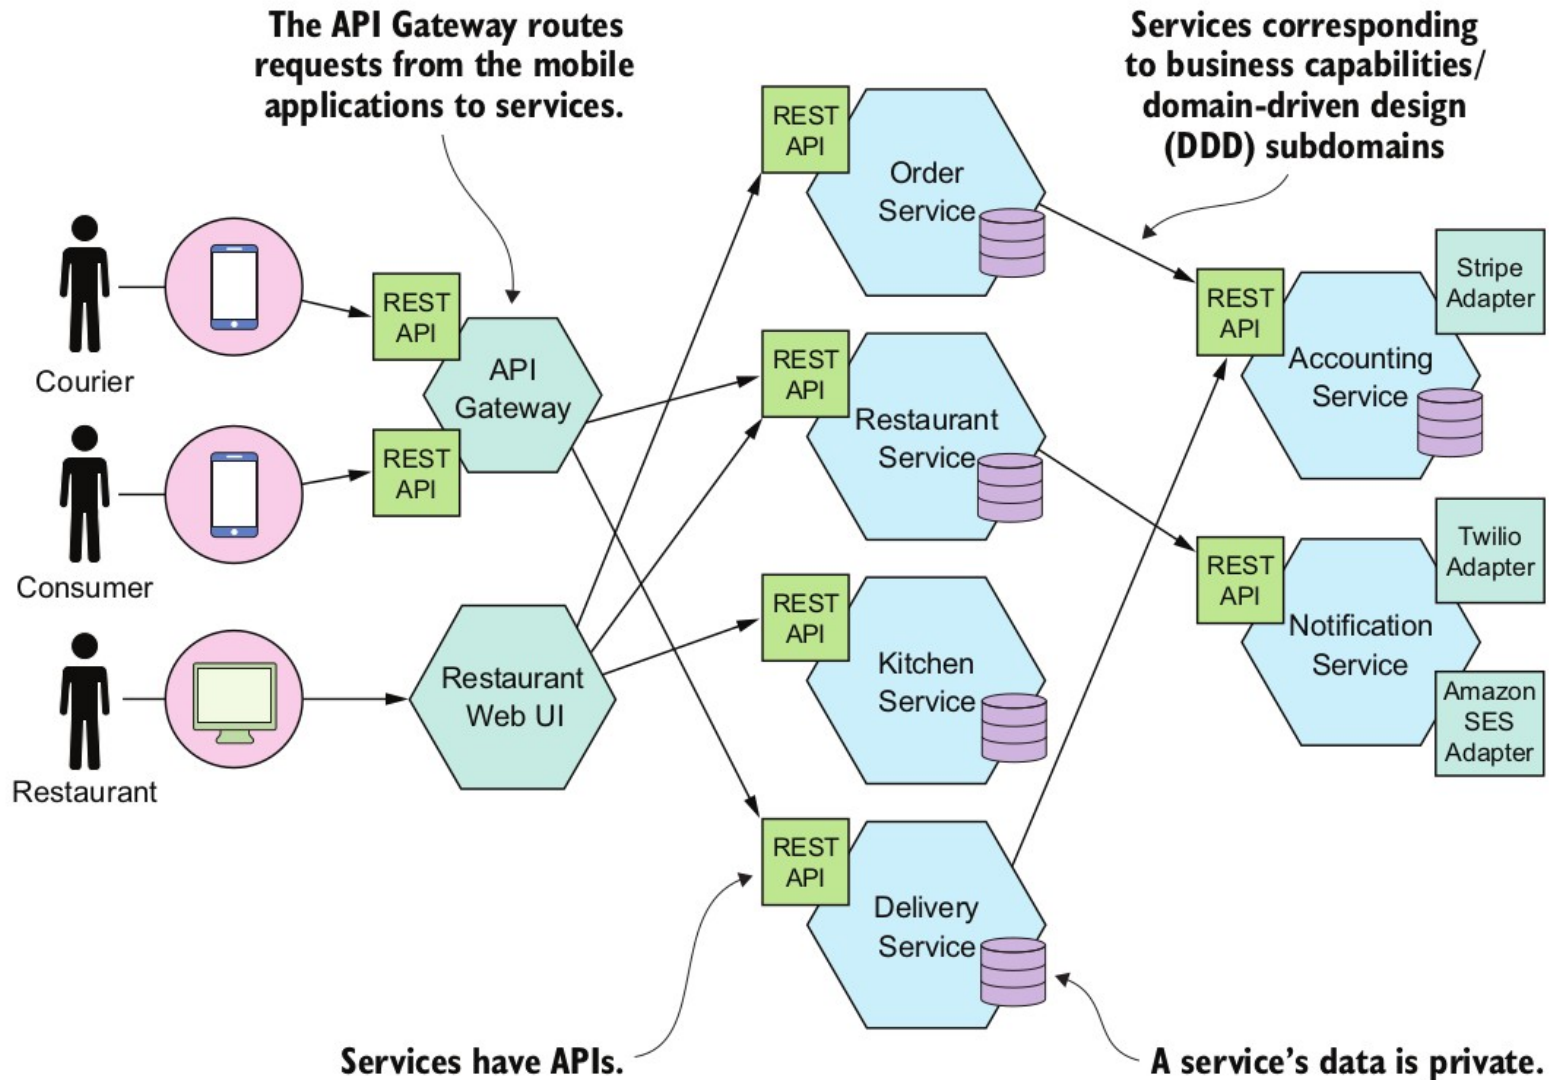 The API Gateway routes
requests from the mobile
applications to services.
Services corresponding
to business capabilities/
domain-driven design
(DDD) subdomains
REST
API
Order
Service
Courier
REST
API
API
Gateway
REST
API
Consumer
Restaurant
Restaurant
Web UI
REST
API
Restaurant
Service
REST
API
Kitchen
Service
REST
API
Delivery
Service
REST
API
Accounting
Service
Stripe
Adapter
REST
API
Notification
Service
Twilio
Adapter
Amazon
SES
Adapter
Services have APIs.
A service’s data is private.